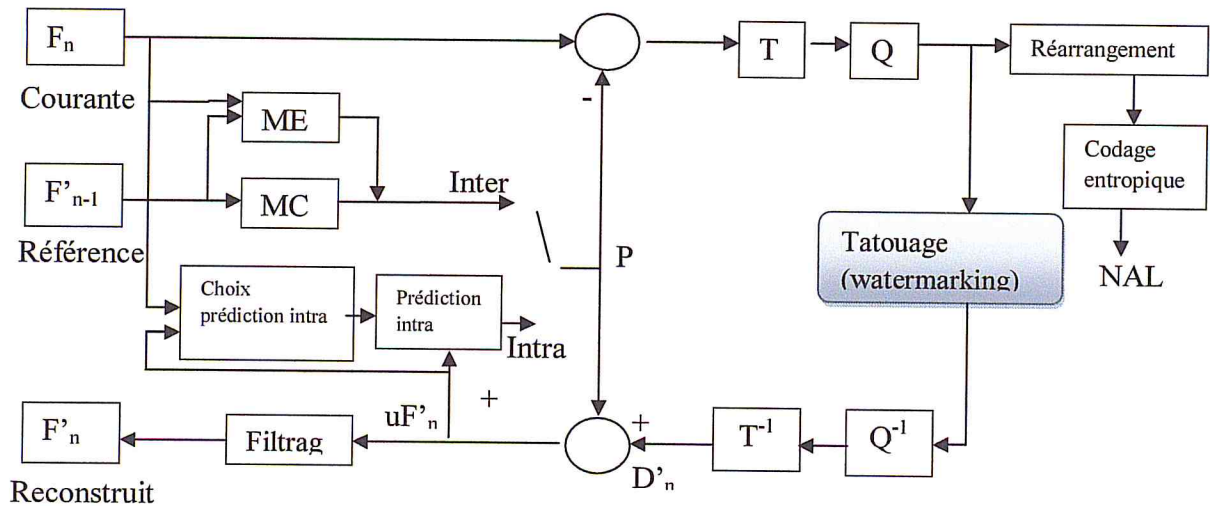 Fn
T
Q
Réarrangement
Courante
ME
-
Codage
entropique
F'n-1
MC
Inter
Référence
P
Tatouage
(watermarking)
NAL
Choix
prédiction intra
Prédiction
intra
Intra
+
uF'n
+
F'n
Filtrag
T-1
Q-1
D'n
Reconstruit